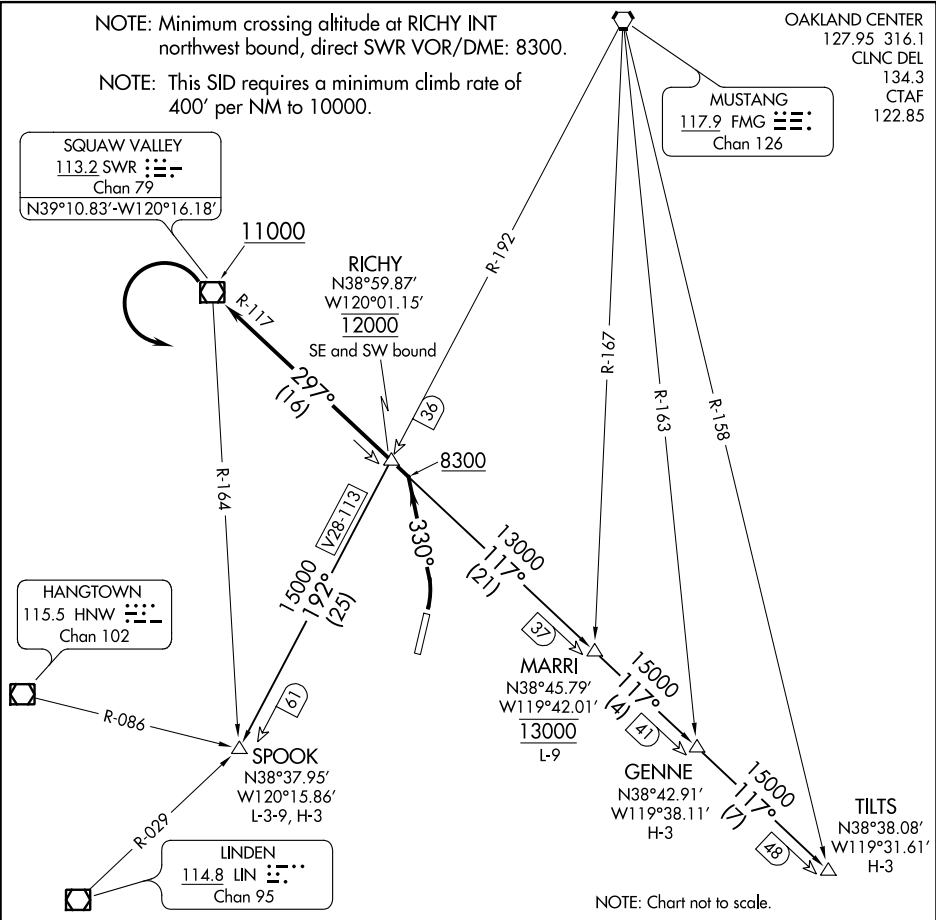 NOTE: Minimum crossing altitude at RICHY INT
northwest bound, direct SWR VOR/DME: 8300.
NOTE: This SID requires a minimum climb rate of
400' per NM to 10000.
OAKLAND CENTER
127.95 316.1
CLNC DEL
134.3
CTAF
122.85
MUSTANG
117.9 FMG
Chan 126
SQUAW VALLEY
113.2 SWR
Chan 79
N39°10.83'-W120°16.18'
11000
RICHY
N38°59.87'
W120°01.15'
12000
SE and SW bound
R-117
297°
(16)
R-192
R-167
R-163
R-158
36
8300
R-164
V28-113
330°
15000
192°
(25)
13000
117°
(21)
HANGTOWN
115.5 HNW
Chan 102
R-086
61
SPOOK
N38°37.95'
W120°15.86'
L-3-9, H-3
R-029
LINDEN
114.8 LIN
Chan 95
37
MARRI
N38°45.79'
W119°42.01'
13000
L-9
15000
117°
(4)
41
GENNE
N38°42.91'
W119°38.11'
H-3
15000
117°
(7)
48
TILTS
N38°38.08'
W119°31.61'
H-3
NOTE: Chart not to scale.